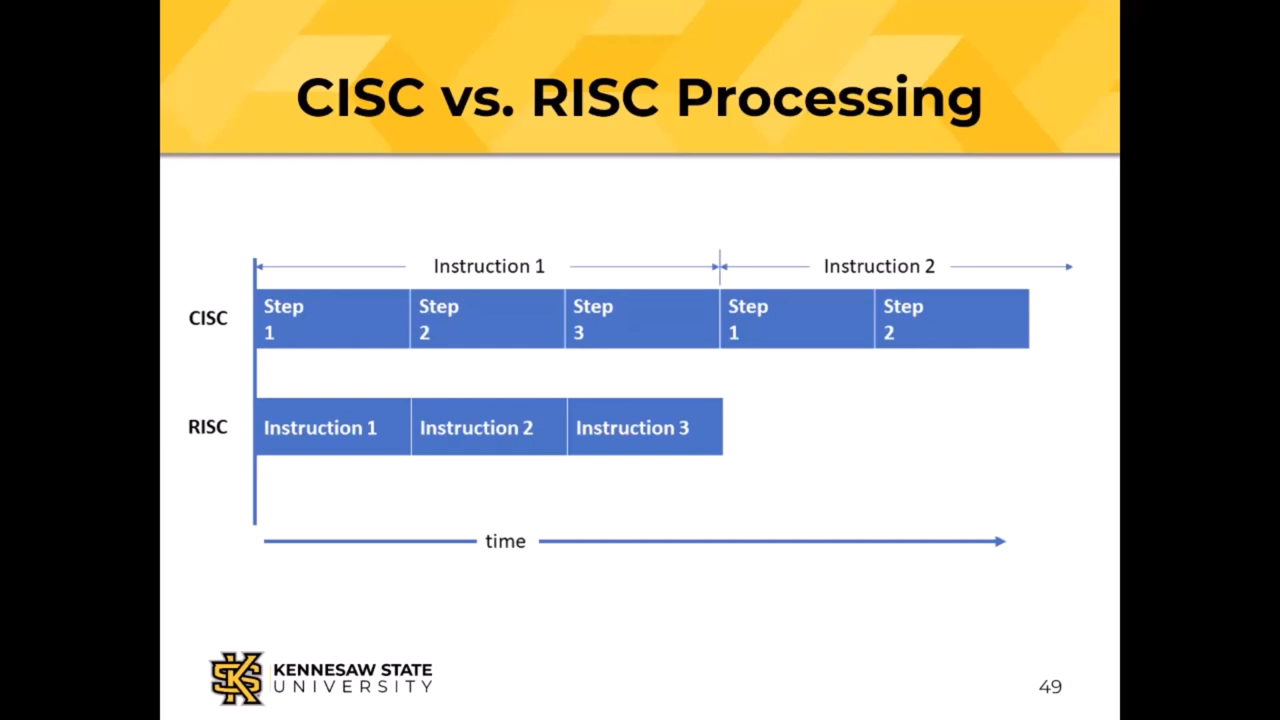 CISC vs. RISC Processing
Instruction 1
Instruction 2
CISC
Step
1
Step
2
Step
3
Step
1
Step
2
RISC
Instruction 1
Instruction 2
Instruction 3
time
KENNESAW STATE
UNIVERSITY
49